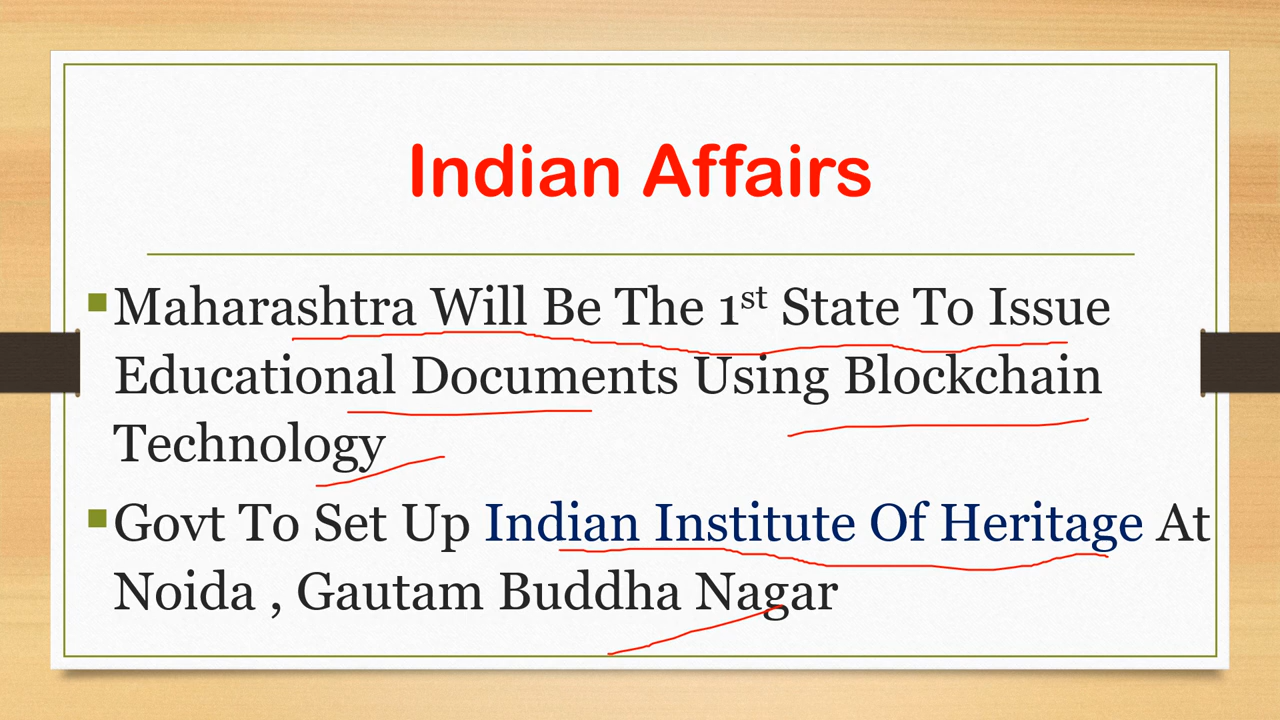 Indian Affairs
▪Maharashtra Will Be The 1st State To Issue
Educational Documents Using Blockchain
Technology
▪Govt To Set Up Indian Institute Of Heritage At
Noida , Gautam Buddha Nagar